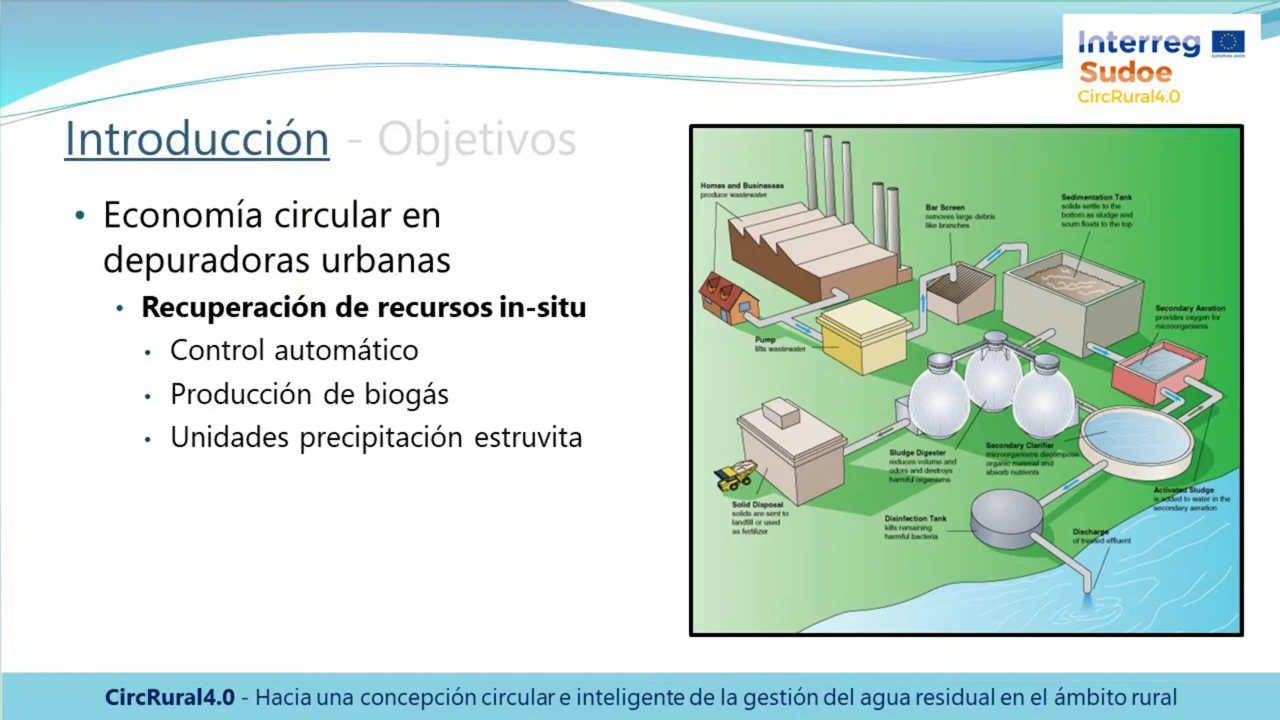 Interreg
EUROPEAN UNION
Sudoe
CircRural4.0
Introducción - Objetivos
• Economía circular en
depuradoras urbanas
• Recuperación de recursos in-situ
• Control automático
• Producción de biogás
• Unidades precipitación estruvita
Homes and Businesses
produce wastewater
Bar Screen
removes large debris
like branches
Sedimentation Tank
solids settle to the
bottom as sludge and
scum floats to the top
Secondary Aeration
provides oxygen for
microorganisms
Pump
lifts wastewater
Sludge Digester
reduces volume and
odors and destroys
harmful organisms
Secondary Clarifier
microorganisms decompose
organic material and
absorb nutrients
Activated Sludge
is added to water in the
secondary aeration
Solid Disposal
solids are sent to
landfill or used
as fertilizer
Disinfection Tank
kills remaining
harmful bacteria
Discharge
of treated effluent
CircRural4.0 - Hacia una concepción circular e inteligente de la gestión del agua residual en el ámbito rural